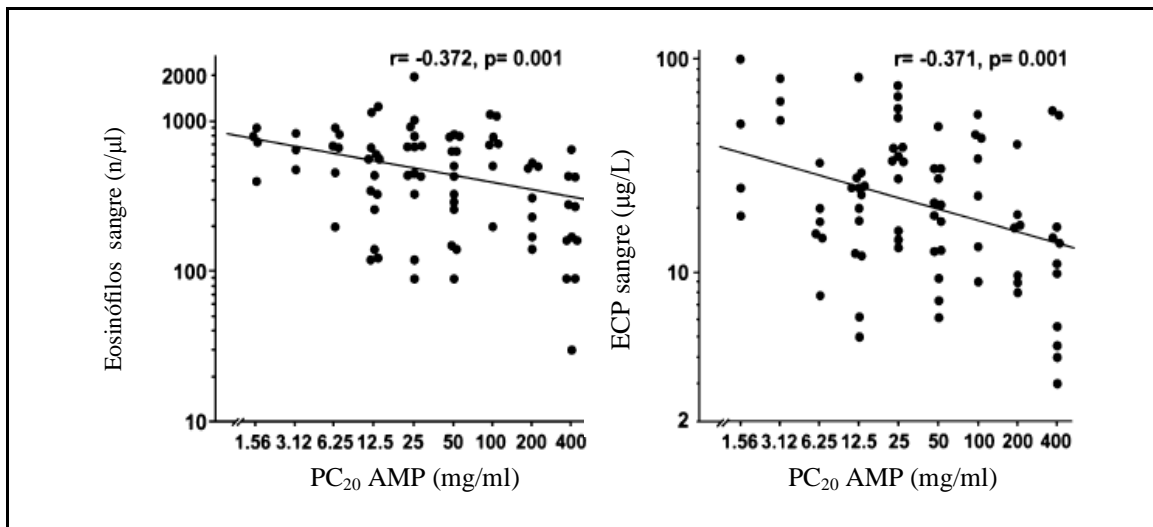 r= -0.372, p= 0.001
Eosinófilos sangre (n/µl)
2000
1000
100
10
1.56 3.12 6.25 12.5 25 50 100 200 400
PC20 AMP (mg/ml)
r= -0.371, p= 0.001
ECP sangre (µg/L)
100
10
2
1.56 3.12 6.25 12.5 25 50 100 200 400
PC20 AMP (mg/ml)